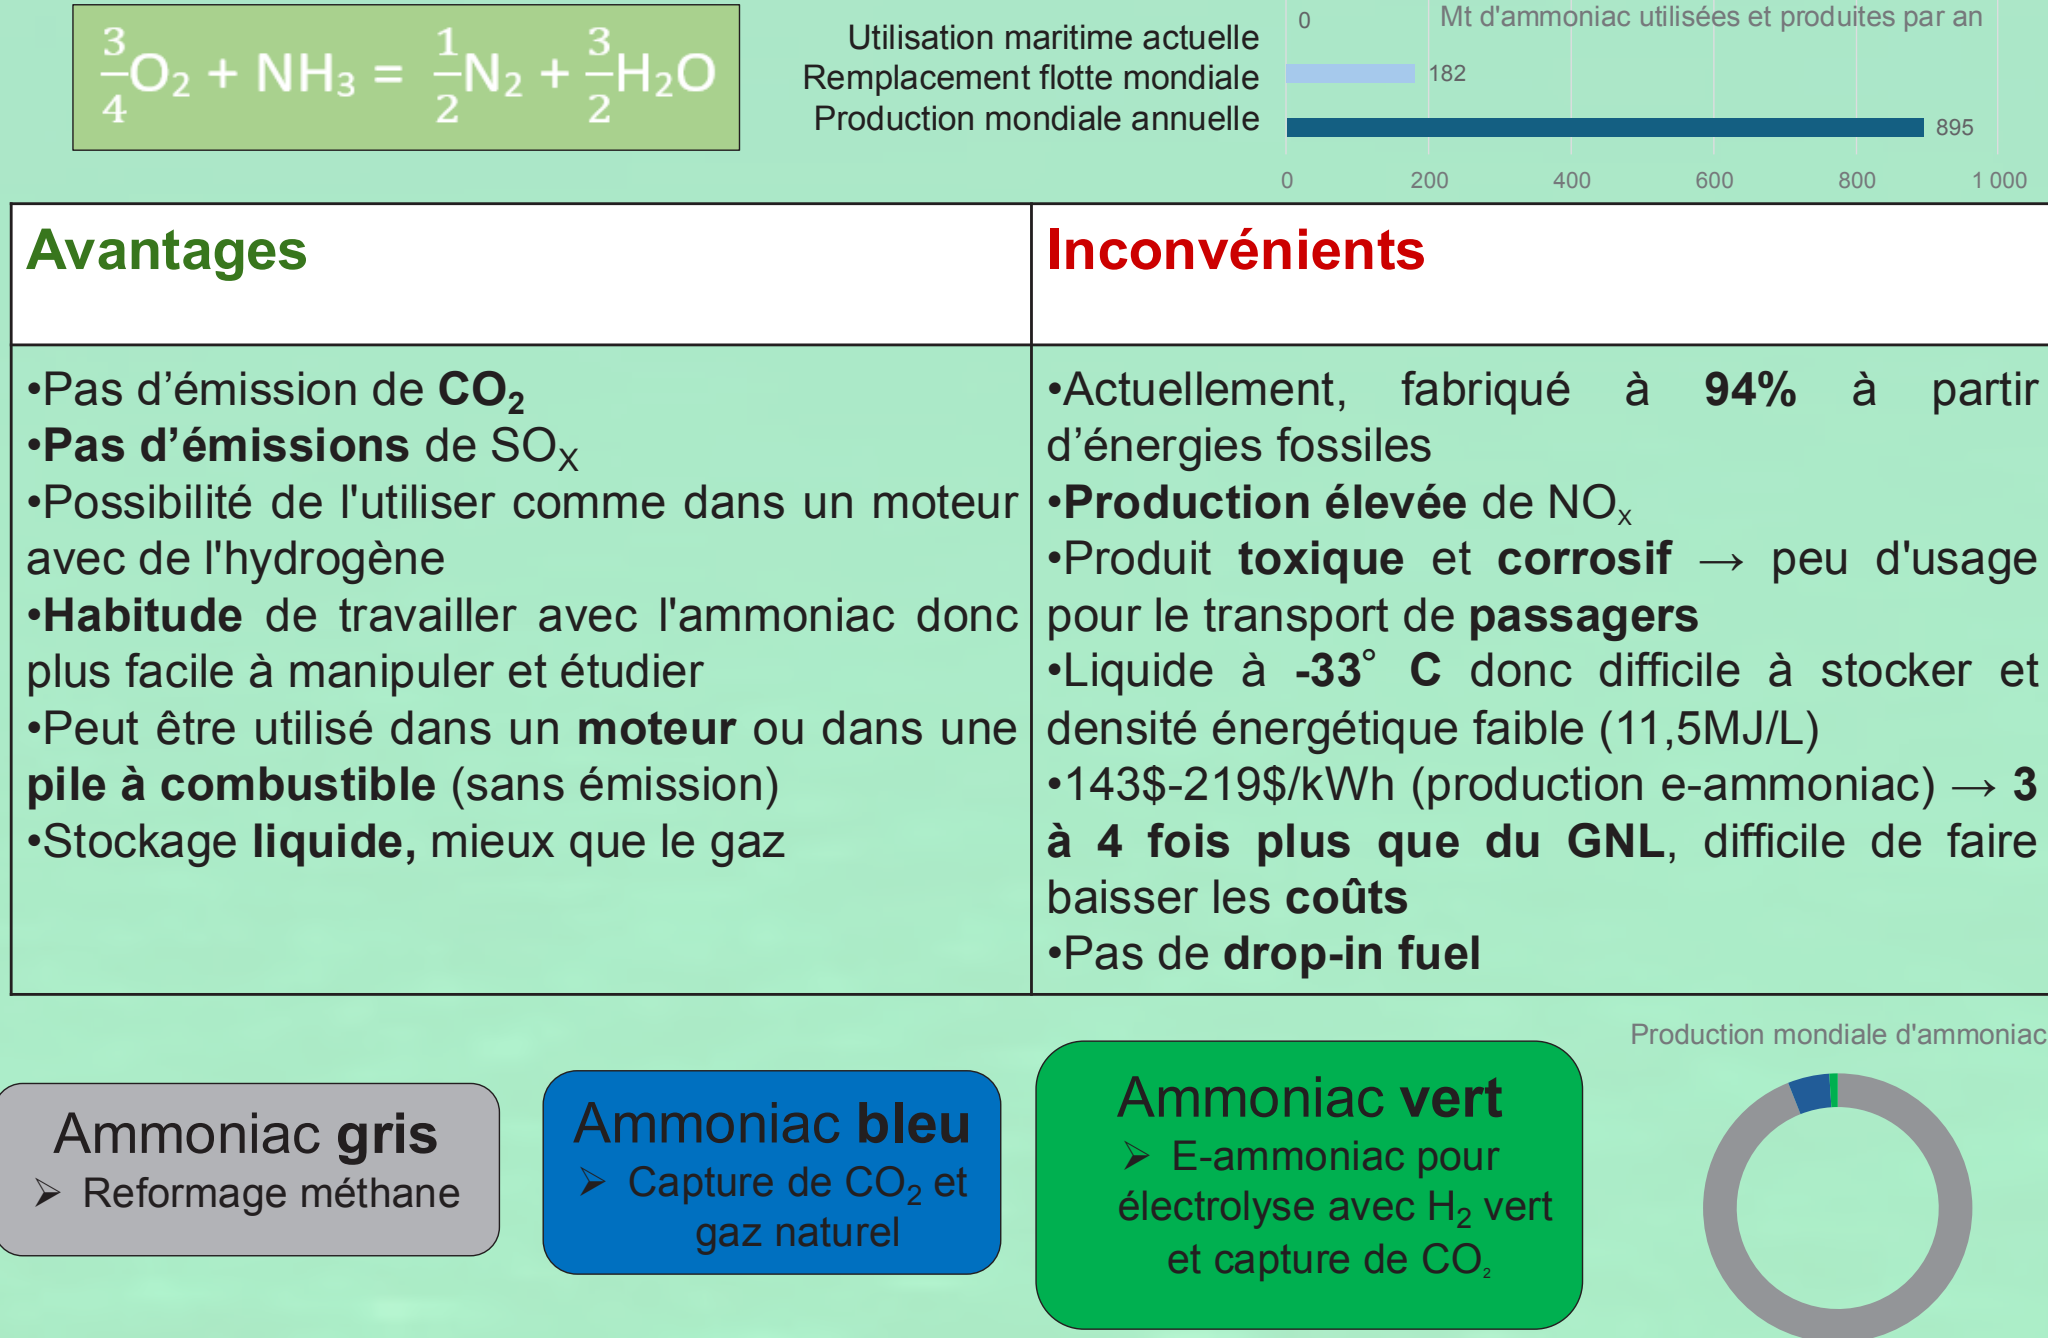 3/4 O₂ + NH₃ = 1/2 N₂ + 3/2 H₂O
Mt d'ammoniac utilisées et produites par an
Utilisation maritime actuelle 0
Remplacement flotte mondiale 182
Production mondiale annuelle 895
0 200 400 600 800 1 000
Avantages
•Pas d’émission de CO₂
•Pas d’émissions de SOX
•Possibilité de l'utiliser comme dans un moteur
avec de l'hydrogène
•Habitude de travailler avec l'ammoniac donc
plus facile à manipuler et étudier
•Peut être utilisé dans un moteur ou dans une
pile à combustible (sans émission)
•Stockage liquide, mieux que le gaz
Inconvénients
•Actuellement, fabriqué à 94% à partir
d’énergies fossiles
•Production élevée de NOₓ
•Produit toxique et corrosif → peu d'usage
pour le transport de passagers
•Liquide à -33° C donc difficile à stocker et
densité énergétique faible (11,5MJ/L)
•143$-219$/kWh (production e-ammoniac) → 3
à 4 fois plus que du GNL, difficile de faire
baisser les coûts
•Pas de drop-in fuel
Ammoniac gris
➢ Reformage méthane
Ammoniac bleu
➢ Capture de CO₂ et
gaz naturel
Ammoniac vert
➢ E-ammoniac pour
électrolyse avec H₂ vert
et capture de CO₂
Production mondiale d'ammoniac